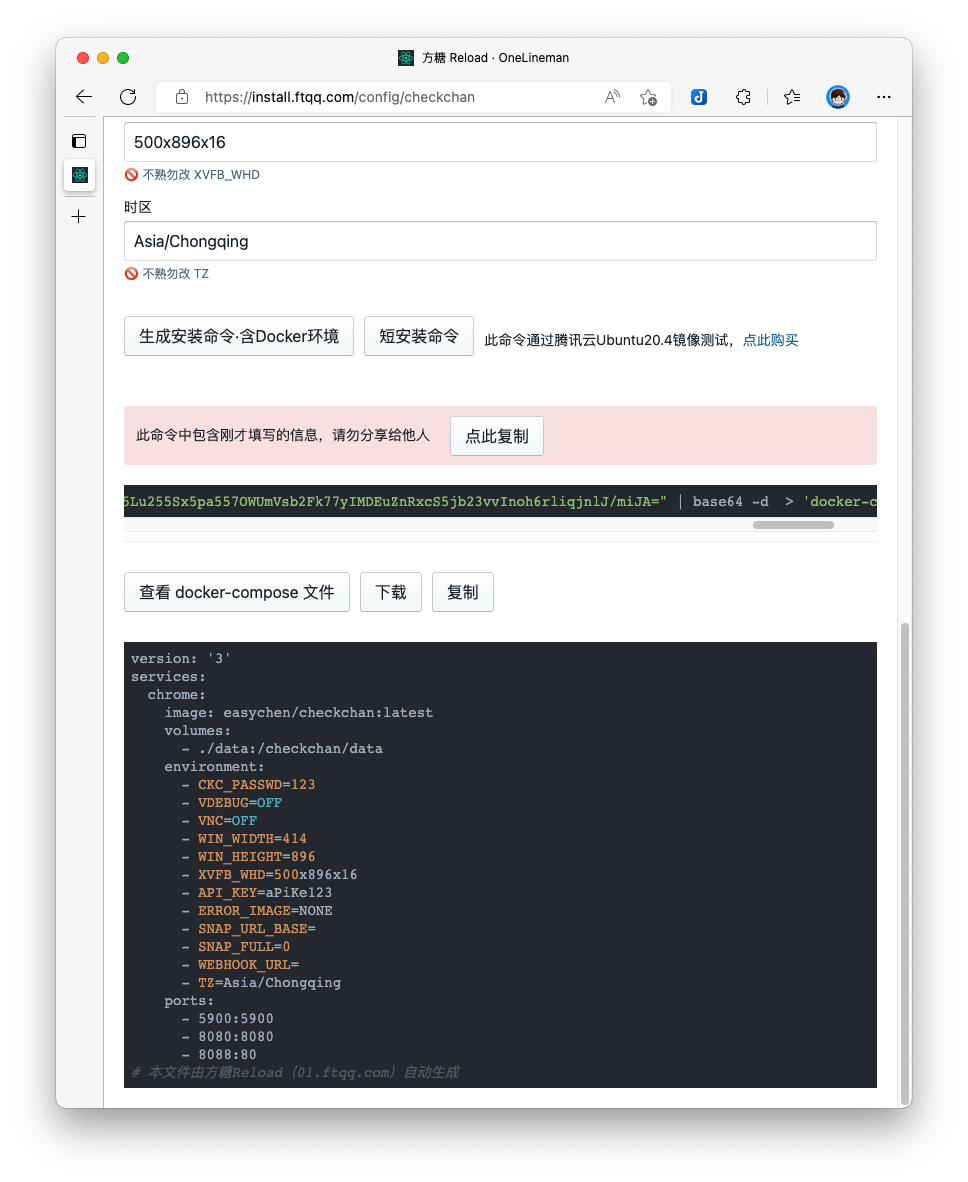 方糖 Reload · OneLineman
https://install.ftqq.com/config/checkchan
500x896x16
不熟勿改 XVFB_WHD
时区
Asia/Chongqing
不熟勿改 TZ
生成安装命令·含Docker环境
短安装命令
此命令通过腾讯云Ubuntu20.4镜像测试，点此购买
此命令中包含刚才填写的信息，请勿分享给他人
点此复制
5Lu255Sx5pa557OWUmVsb2Fk77yIMDEuZnRxcS5jb23vvInoh6rliqjnlJ/miJA=" | base64 -d  > 'docker-c
查看 docker-compose 文件
下载
复制
version: '3'
services:
  chrome:
    image: easychen/checkchan:latest
    volumes:
      - ./data:/checkchan/data
    environment:
      - CKC_PASSWD=123
      - VDEBUG=OFF
      - VNC=OFF
      - WIN_WIDTH=414
      - WIN_HEIGHT=896
      - XVFB_WHD=500x896x16
      - API_KEY=aPiKe123
      - ERROR_IMAGE=NONE
      - SNAP_URL_BASE=
      - SNAP_FULL=0
      - WEBHOOK_URL=
      - TZ=Asia/Chongqing
    ports:
      - 5900:5900
      - 8080:8080
      - 8088:80
# 本文件由方糖Reload（01.ftqq.com）自动生成